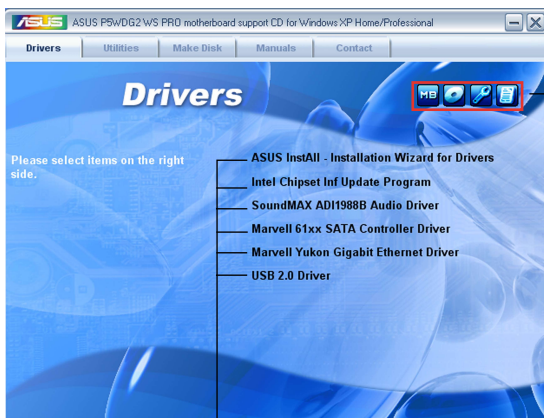 ASUS ASUS P5WDG2 WS PRO motherboard support CD for Windows XP Home/Professional
Drivers Utilities Make Disk Manuals Contact
Drivers
MB
Please select items on the right
side.
ASUS InstAll - Installation Wizard for Drivers
Intel Chipset Inf Update Program
SoundMAX ADI1988B Audio Driver
Marvell 61xx SATA Controller Driver
Marvell Yukon Gigabit Ethernet Driver
USB 2.0 Driver